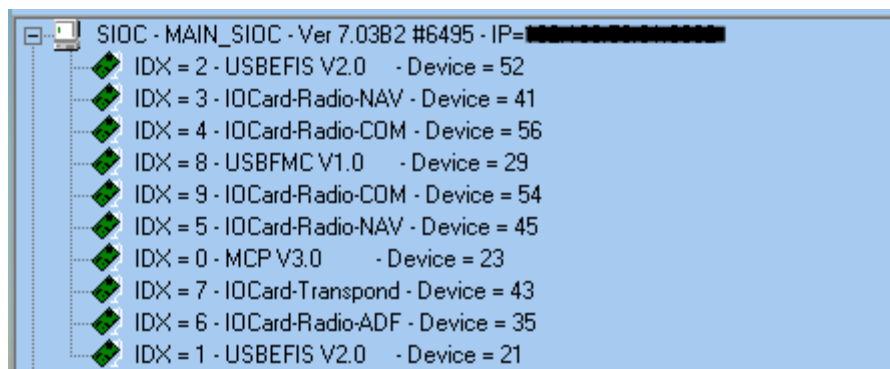 SIOC - MAIN_SIOC - Ver 7.03B2 #6495 - IP=
IDX = 2 - USBEFIS V2.0 - Device = 52
IDX = 3 - IOCard-Radio-NAV - Device = 41
IDX = 4 - IOCard-Radio-COM - Device = 56
IDX = 8 - USBFMC V1.0 - Device = 29
IDX = 9 - IOCard-Radio-COM - Device = 54
IDX = 5 - IOCard-Radio-NAV - Device = 45
IDX = 0 - MCP V3.0 - Device = 23
IDX = 7 - IOCard-Transpond - Device = 43
IDX = 6 - IOCard-Radio-ADF - Device = 35
IDX = 1 - USBEFIS V2.0 - Device = 21